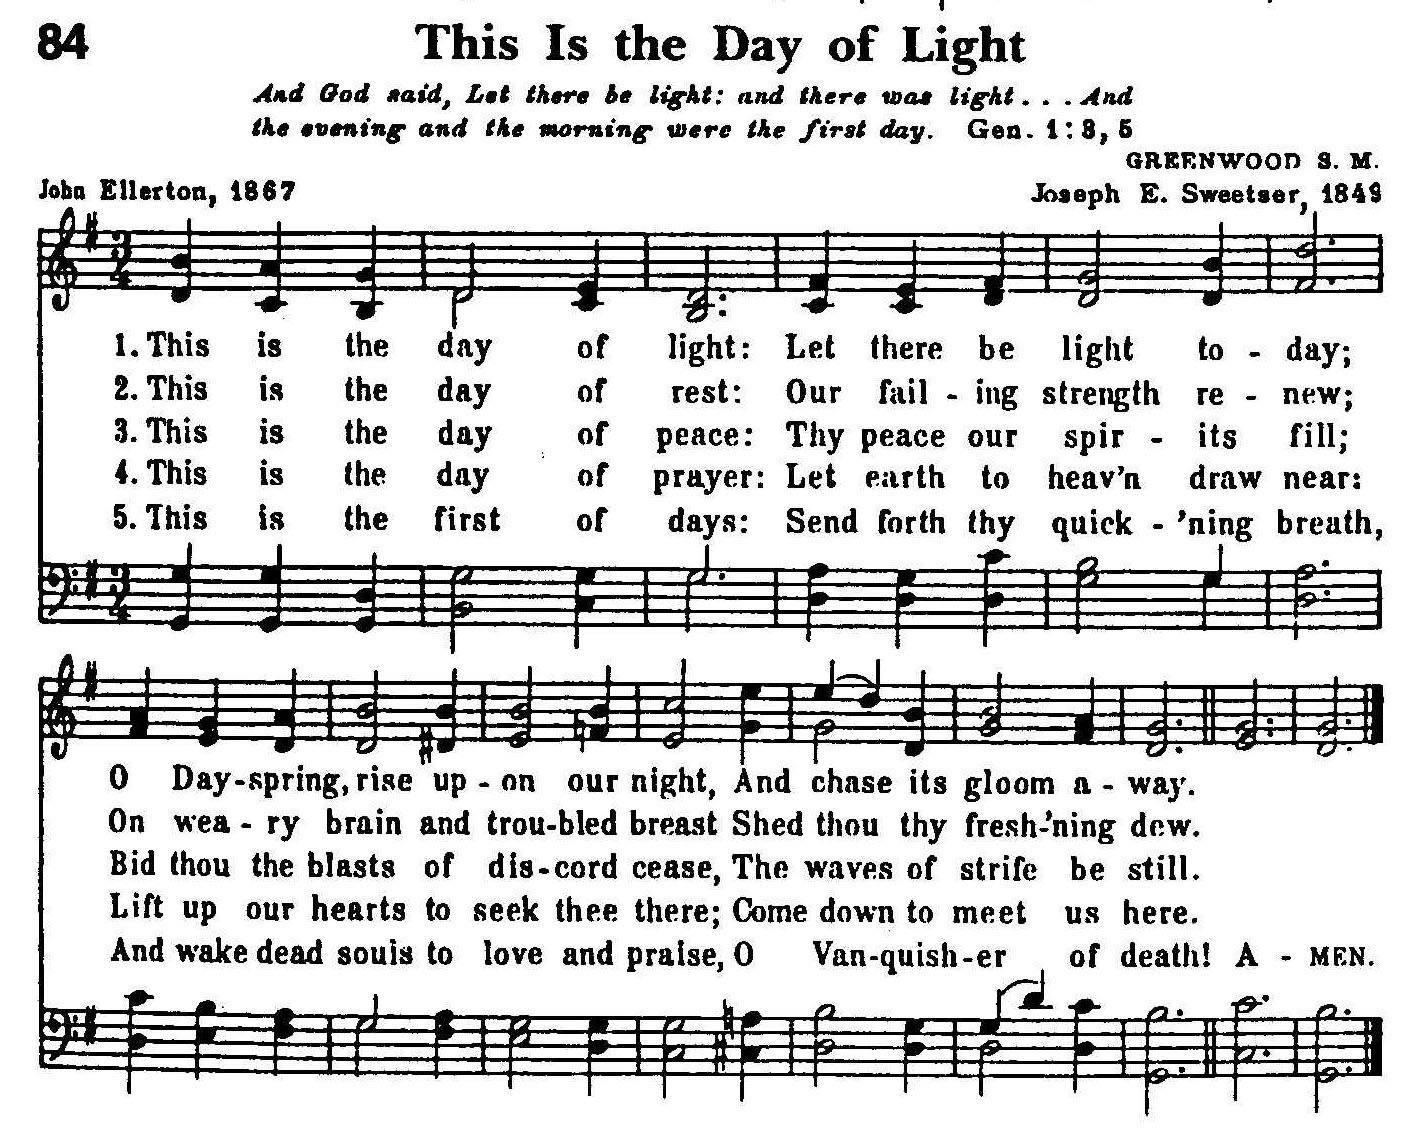 84
This Is the Day of Light
And God said, Let there be light: and there was light . . . And
the evening and the morning were the first day. Gen. 1:3, 5
GREENWOOD S. M.
John Ellerton, 1867
Joseph E. Sweetser, 1849
3
4
1. This is the day of light: Let there be light to - day;
2. This is the day of rest: Our fail - ing strength re - new;
3. This is the day of peace: Thy peace our spir - its fill;
4. This is the day of prayer: Let earth to heav'n draw near:
5. This is the first of days: Send forth thy quick - 'ning breath,
3
4
O Day-spring, rise up - on our night, And chase its gloom a - way.
On wea - ry brain and trou-bled breast Shed thou thy fresh-'ning dew.
Bid thou the blasts of dis-cord cease, The waves of strife be still.
Lift up our hearts to seek thee there; Come down to meet us here.
And wake dead souls to love and praise, O Van-quish-er of death! A - MEN.